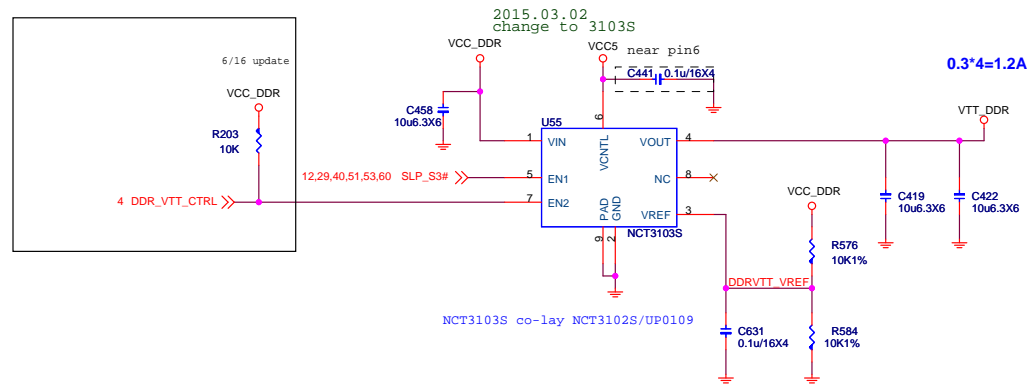 2015.03.02
change to 3103S
6/16 update
VCC_DDR
VCC5
near pin6
0.3*4=1.2A
VCC_DDR
C441
0.1u/16X4
VTT_DDR
C458
10u6.3X6
R203
10K
U55
6
1
VIN
VCNTL
VOUT
4
12,29,40,51,53,60 SLP_S3#
5
EN1
NC
8
4 DDR_VTT_CTRL
7
EN2
VREF
3
PAD
GND
9
2
NCT3103S
VCC_DDR
C419
10u6.3X6
C422
10u6.3X6
R576
10K1%
DDRVTT_VREF
NCT3103S co-lay NCT3102S/UP0109
C631
0.1u/16X4
R584
10K1%